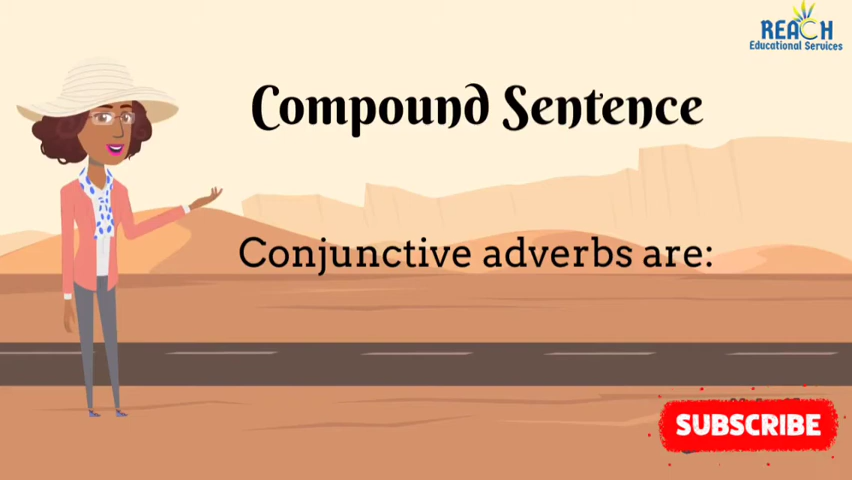 REACH
Educational Services
Compound Sentence
Conjunctive adverbs are:
SUBSCRIBE